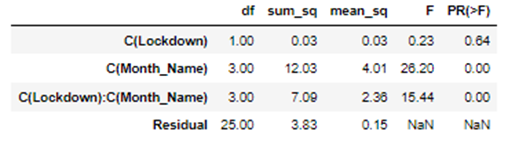 df sum_sq mean_sq F PR(>F)
C(Lockdown) 1.00 0.03 0.03 0.23 0.64
C(Month_Name) 3.00 12.03 4.01 26.20 0.00
C(Lockdown):C(Month_Name) 3.00 7.09 2.36 15.44 0.00
Residual 25.00 3.83 0.15 NaN NaN